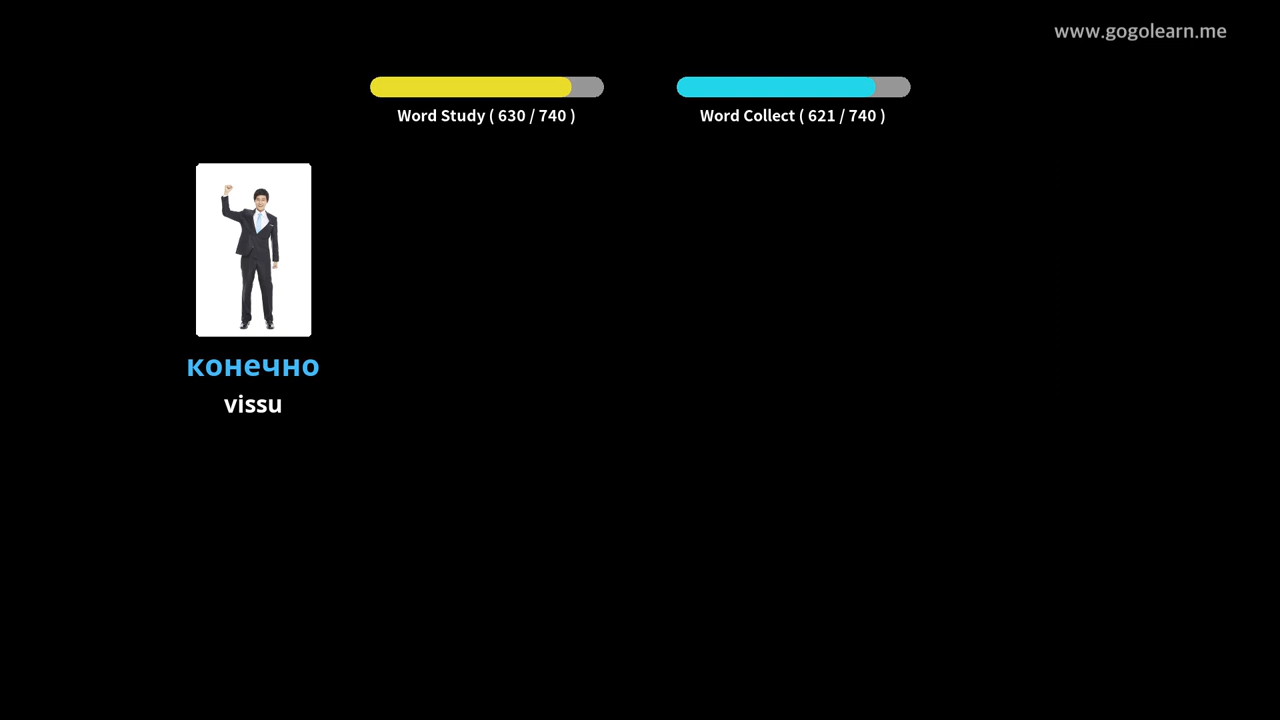 www.gogolearn.me
Word Study ( 630 / 740 )
Word Collect ( 621 / 740 )
конечно
vissu